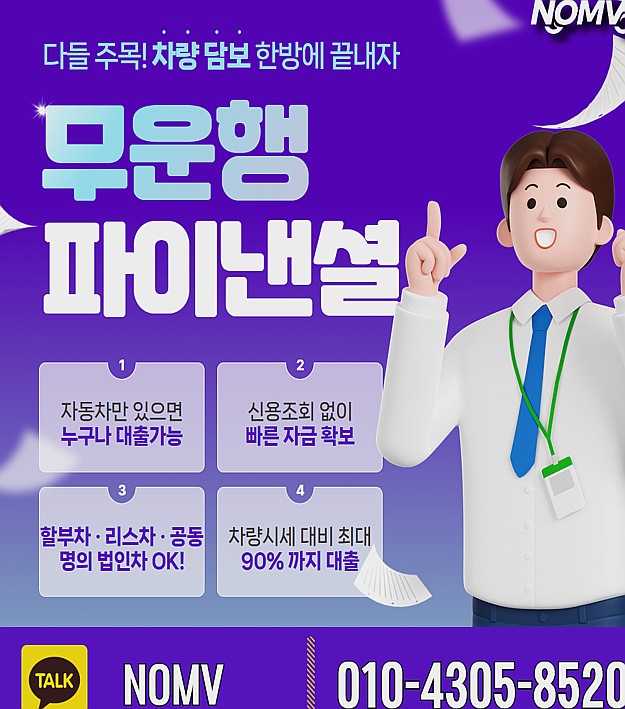 NOMV
다들 주목! 차량 담보 한방에 끝내자
무운행
파이낸셜
1
자동차만 있으면
누구나 대출가능
2
신용조회 없이
빠른 자금 확보
3
할부차·리스차·공동
명의 법인차 OK!
4
차량시세 대비 최대
90% 까지 대출
TALK
NOMV
010-4305-8520